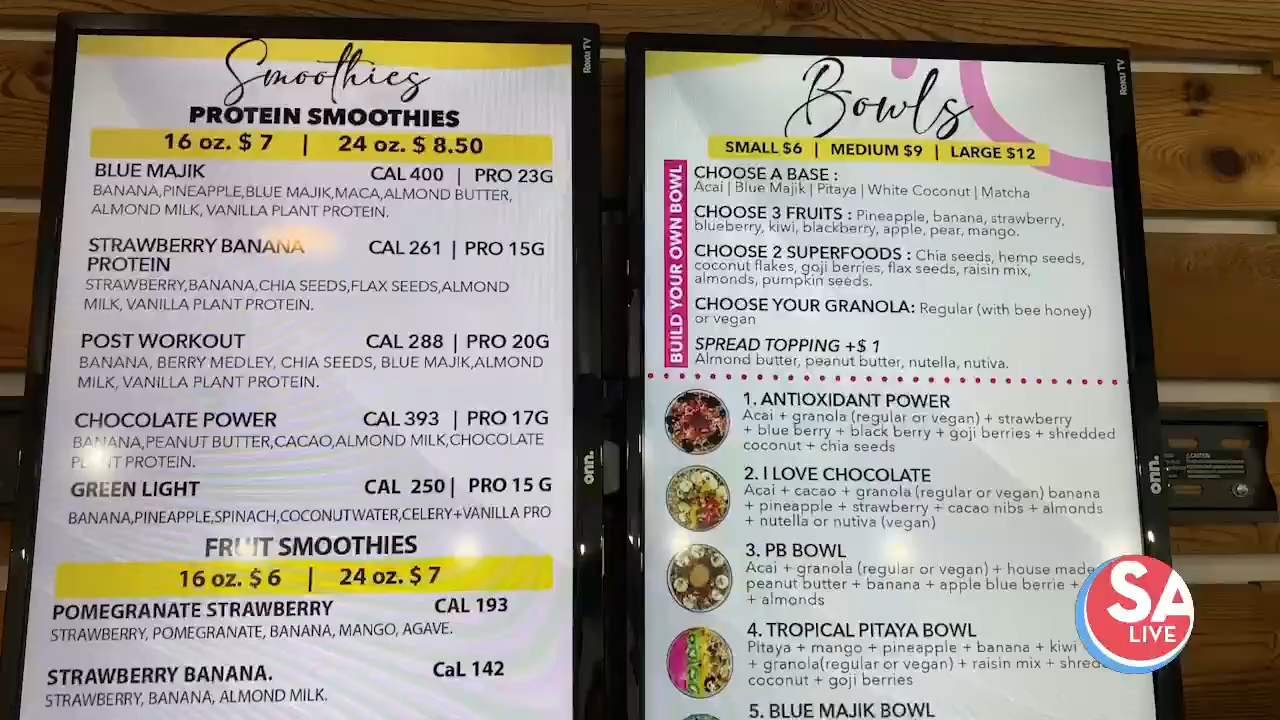 Smoothies
PROTEIN SMOOTHIES
16 oz. $ 7 | 24 oz. $ 8.50
BLUE MAJIK CAL 400 | PRO 23G
BANANA,PINEAPPLE,BLUE MAJIK,MACA,ALMOND BUTTER,
ALMOND MILK, VANILLA PLANT PROTEIN.
STRAWBERRY BANANA CAL 261 | PRO 15G
PROTEIN
STRAWBERRY,BANANA,CHIA SEEDS,FLAX SEEDS,ALMOND
MILK, VANILLA PLANT PROTEIN.
POST WORKOUT CAL 288 | PRO 20G
BANANA, BERRY MEDLEY, CHIA SEEDS, BLUE MAJIK,ALMOND
MILK, VANILLA PLANT PROTEIN.
CHOCOLATE POWER CAL 393 | PRO 17G
BANANA,PEANUT BUTTER,CACAO,ALMOND MILK,CHOCOLATE
PLANT PROTEIN.
GREEN LIGHT CAL 250 | PRO 15 G
BANANA,PINEAPPLE,SPINACH,COCONUTWATER,CELERY+VANILLA PRO
FRUIT SMOOTHIES
16 oz. $ 6 | 24 oz. $ 7
POMEGRANATE STRAWBERRY CAL 193
STRAWBERRY, POMEGRANATE, BANANA, MANGO, AGAVE.
STRAWBERRY BANANA. CaL 142
STRAWBERRY, BANANA, ALMOND MILK.
Roku TV
onn.
Bowls
SMALL $6 | MEDIUM $9 | LARGE $12
BUILD YOUR OWN BOWL
CHOOSE A BASE :
Acai | Blue Majik | Pitaya | White Coconut | Matcha
CHOOSE 3 FRUITS : Pineapple, banana, strawberry,
blueberry, kiwi, blackberry, apple, pear, mango.
CHOOSE 2 SUPERFOODS : Chia seeds, hemp seeds,
coconut flakes, goji berries, flax seeds, raisin mix,
almonds, pumpkin seeds.
CHOOSE YOUR GRANOLA: Regular (with bee honey)
or vegan
SPREAD TOPPING +$ 1
Almond butter, peanut butter, nutella, nutiva.
1. ANTIOXIDANT POWER
Acai + granola (regular or vegan) + strawberry
+ blue berry + black berry + goji berries + shredded
coconut + chia seeds
2. I LOVE CHOCOLATE
Acai + cacao + granola (regular or vegan) banana
+ pineapple + strawberry + cacao nibs + almonds
+ nutella or nutiva (vegan)
3. PB BOWL
Acai + granola (regular or vegan) + house made
peanut butter + banana + apple blue berrie +
+ almonds
4. TROPICAL PITAYA BOWL
Pitaya + mango + pineapple + banana + kiwi
+ granola(regular or vegan) + raisin mix + shred
coconut + goji berries
5. BLUE MAJIK BOWL
Roku TV
onn.
CAUTION
SA
LIVE